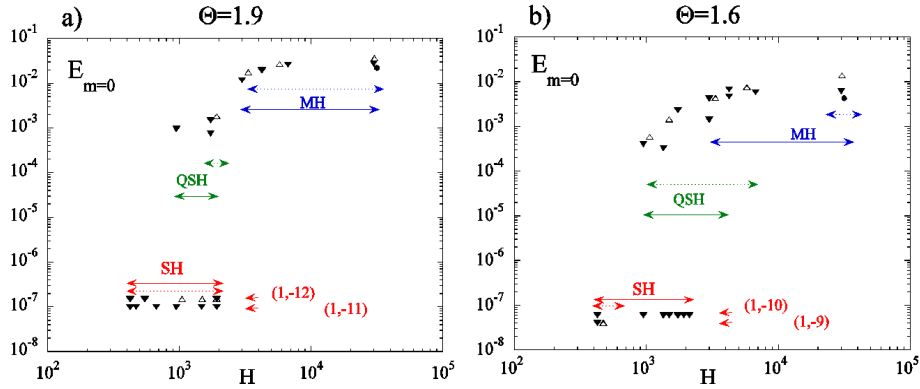 a) Θ=1.9
10^-1
10^-2
10^-3
10^-4
10^-5
10^-6
10^-7
10^-8
E_{m=0}
MH
QSH
SH
(1,-12)
(1,-11)
10^2 10^3 10^4 10^5
H
b) Θ=1.6
10^-1
10^-2
10^-3
10^-4
10^-5
10^-6
10^-7
10^-8
E_{m=0}
MH
QSH
SH
(1,-10)
(1,-9)
10^2 10^3 10^4 10^5
H